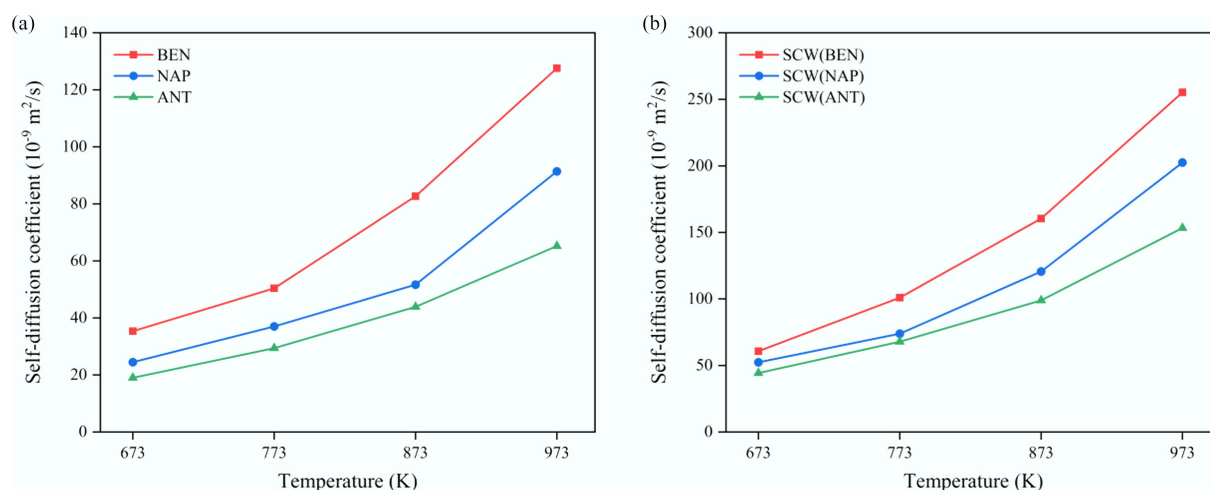 (a)
Self-diffusion coefficient (10⁻⁹ m²/s)
140
120
100
80
60
40
20
0
BEN
NAP
ANT
673
773
873
973
Temperature (K)
(b)
Self-diffusion coefficient (10⁻⁹ m²/s)
300
250
200
150
100
50
0
SCW(BEN)
SCW(NAP)
SCW(ANT)
673
773
873
973
Temperature (K)